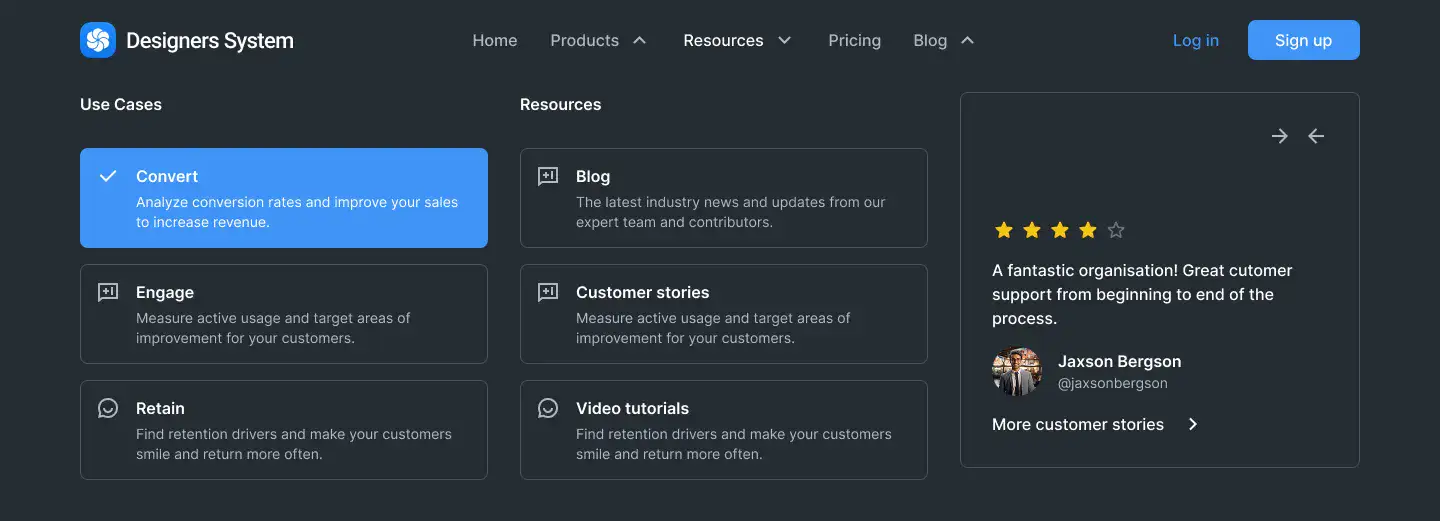 Designers System
Home
Products
Resources
Pricing
Blog
Log in
Sign up
Use Cases
Convert
Analyze conversion rates and improve your sales
to increase revenue.
Engage
Measure active usage and target areas of
improvement for your customers.
Retain
Find retention drivers and make your customers
smile and return more often.
Resources
Blog
The latest industry news and updates from our
expert team and contributors.
Customer stories
Measure active usage and target areas of
improvement for your customers.
Video tutorials
Find retention drivers and make your customers
smile and return more often.
A fantastic organisation! Great cutomer
support from beginning to end of the
process.
Jaxson Bergson
@jaxsonbergson
More customer stories